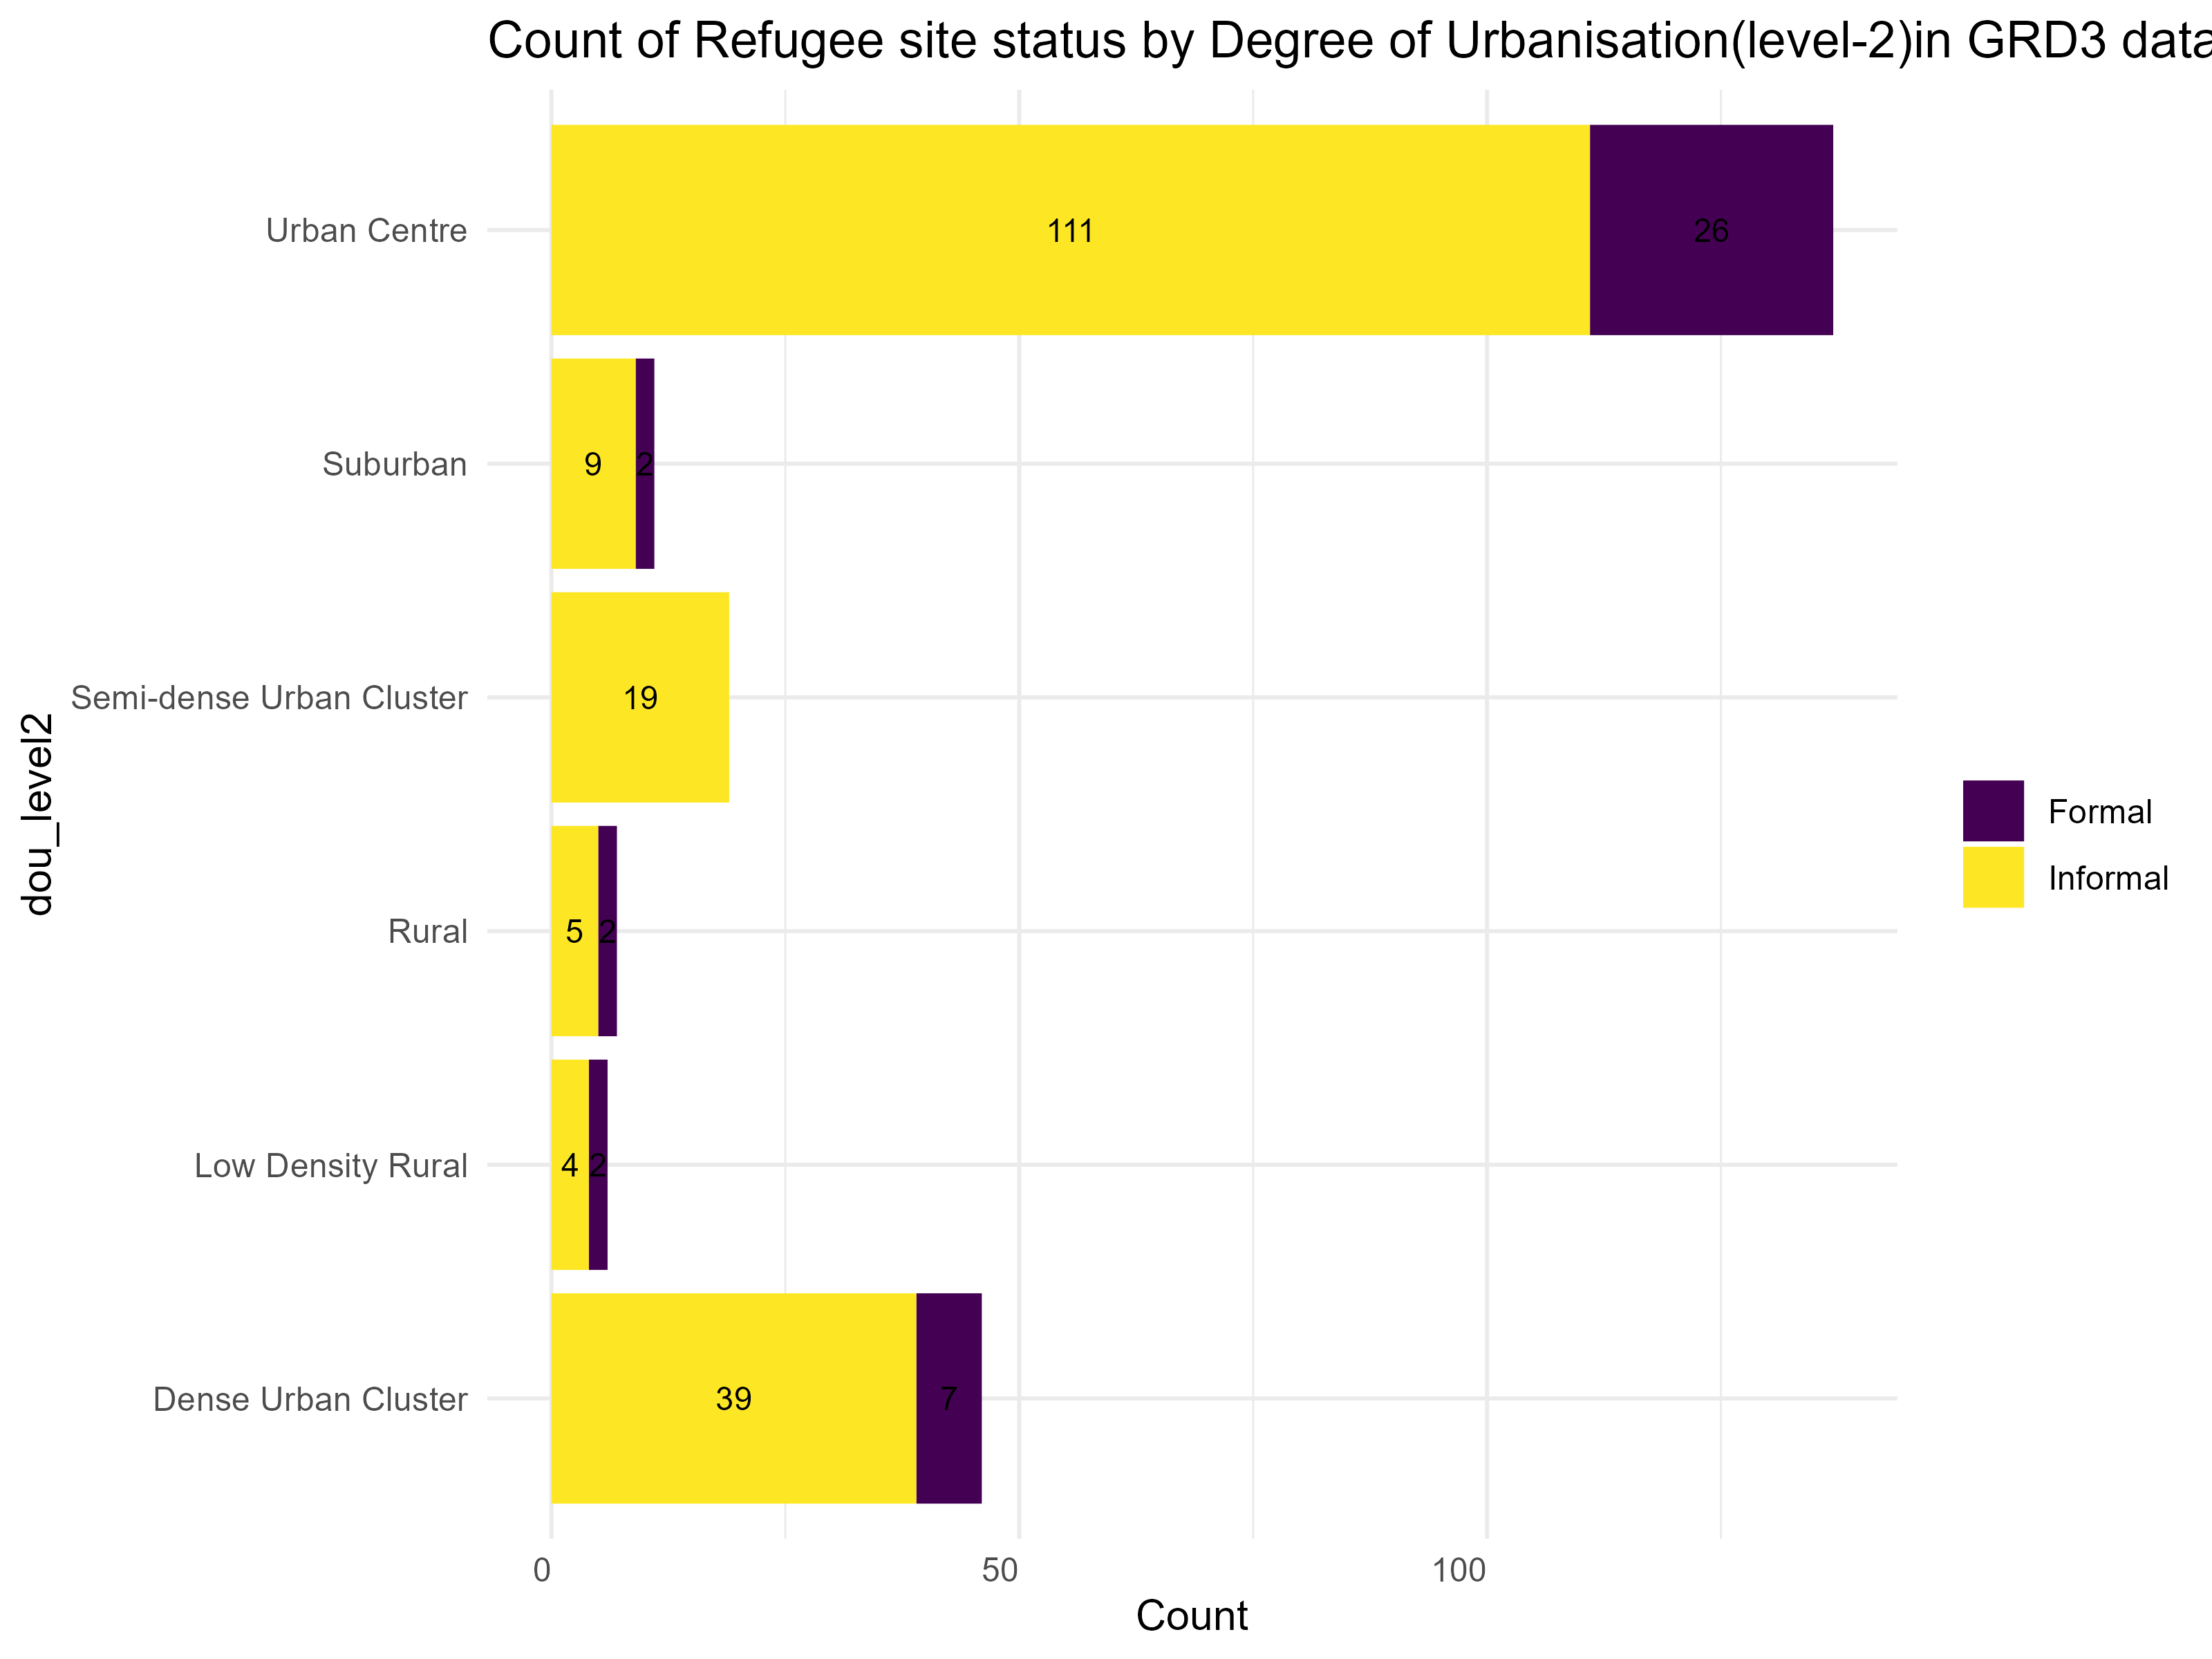 Count of Refugee site status by Degree of Urbanisation(level-2)in GRD3 data
Urban Centre
111
26
Suburban
9
2
Semi-dense Urban Cluster
19
Rural
5
2
Low Density Rural
4
2
Dense Urban Cluster
39
7
dou_level2
Formal
Informal
0
50
100
Count